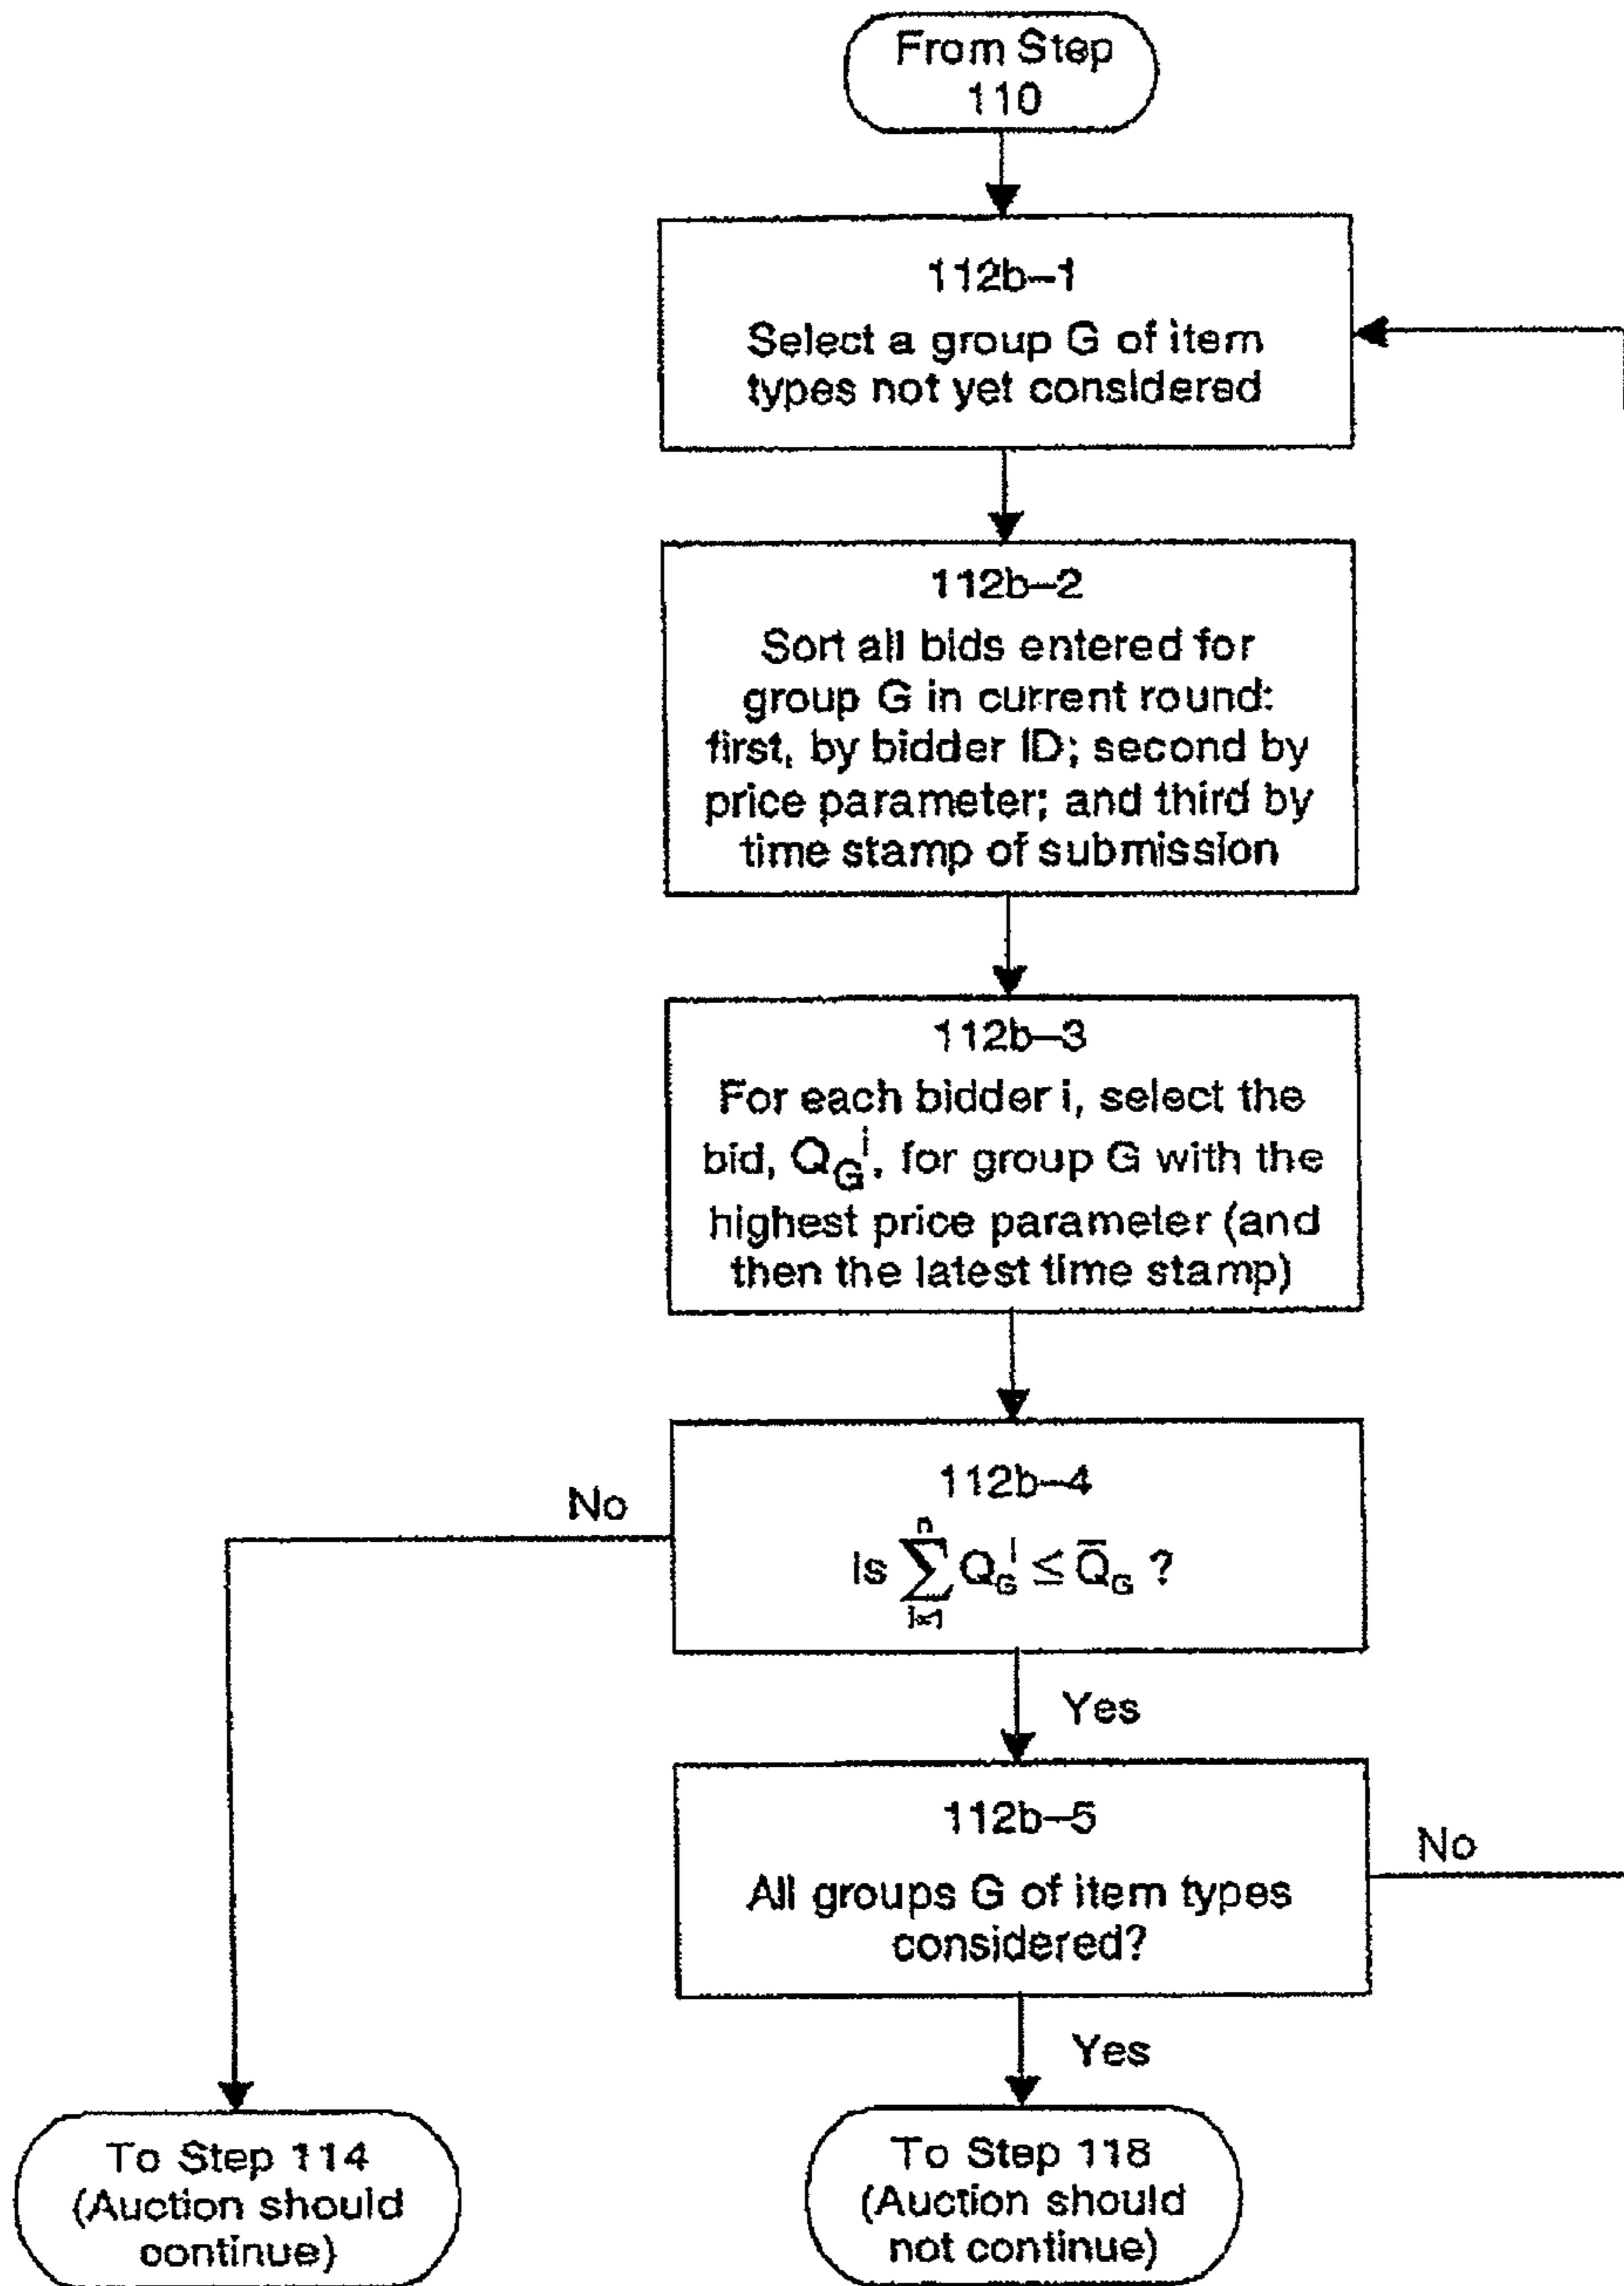 From Step
110
112b–1
Select a group G of item
types not yet considered
112b–2
Sort all bids entered for
group G in current round:
first, by bidder ID; second by
price parameter; and third by
time stamp of submission
112b–3
For each bidder i, select the
bid, Q_G^i, for group G with the
highest price parameter (and
then the latest time stamp)
112b–4
No
Is ∑_{i=1}^{n} Q_G^i ≤ Q̄_G ?
Yes
112b–5
No
All groups G of item types
considered?
Yes
To Step 114
(Auction should
continue)
To Step 118
(Auction should
not continue)